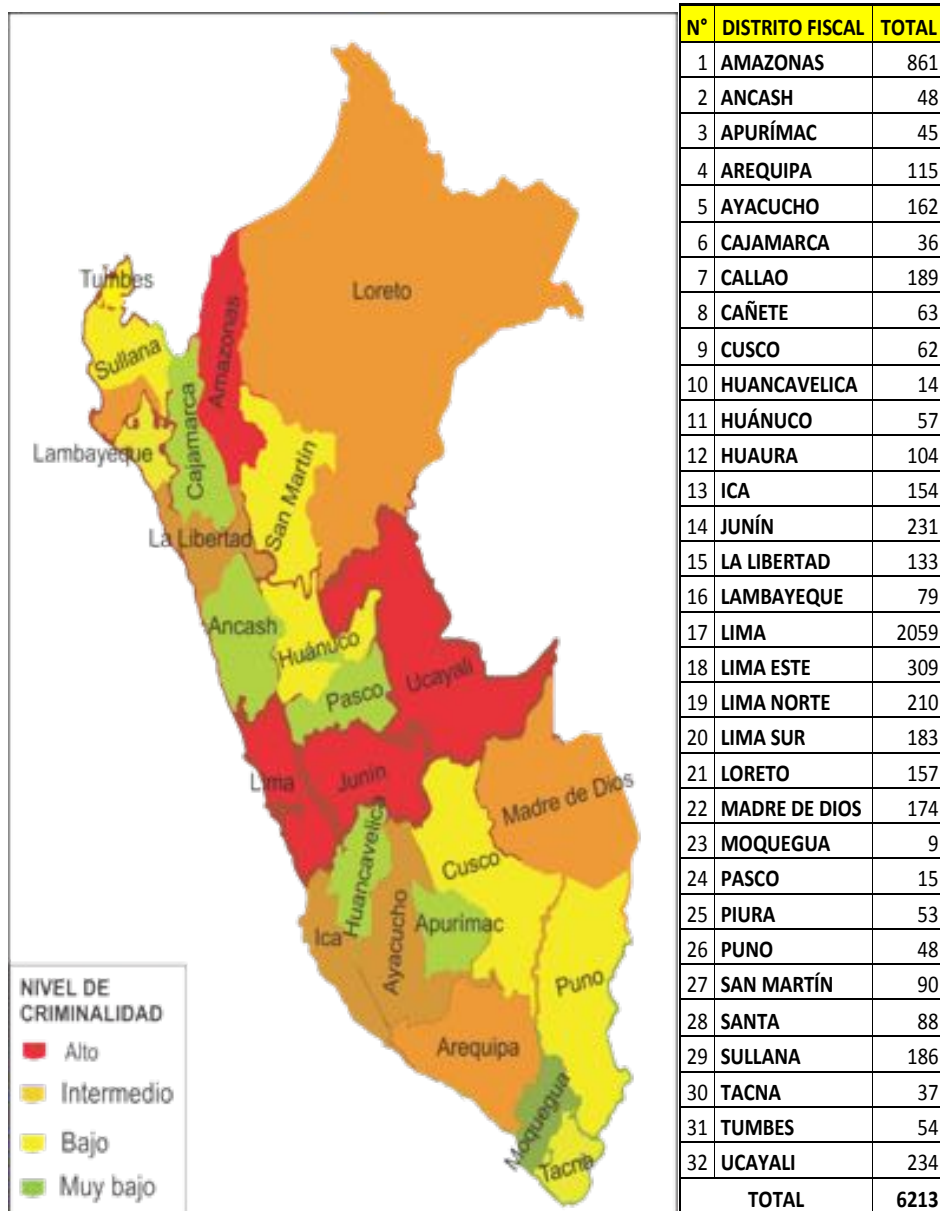 Tumbes
Sullana
Lambayeque
Cajamarca
Amazonas
Loreto
San Martín
La Libertad
Ancash
Huánuco
Pasco
Ucayali
Lima
Junín
Madre de Dios
Huancavelica
Cusco
Ica
Ayacucho
Apurímac
Puno
Arequipa
Moquegua
Tacna
NIVEL DE
CRIMINALIDAD
Alto
Intermedio
Bajo
Muy bajo
N° DISTRITO FISCAL TOTAL
1 AMAZONAS 861
2 ANCASH 48
3 APURÍMAC 45
4 AREQUIPA 115
5 AYACUCHO 162
6 CAJAMARCA 36
7 CALLAO 189
8 CAÑETE 63
9 CUSCO 62
10 HUANCAVELICA 14
11 HUÁNUCO 57
12 HUAURA 104
13 ICA 154
14 JUNÍN 231
15 LA LIBERTAD 133
16 LAMBAYEQUE 79
17 LIMA 2059
18 LIMA ESTE 309
19 LIMA NORTE 210
20 LIMA SUR 183
21 LORETO 157
22 MADRE DE DIOS 174
23 MOQUEGUA 9
24 PASCO 15
25 PIURA 53
26 PUNO 48
27 SAN MARTÍN 90
28 SANTA 88
29 SULLANA 186
30 TACNA 37
31 TUMBES 54
32 UCAYALI 234
TOTAL 6213